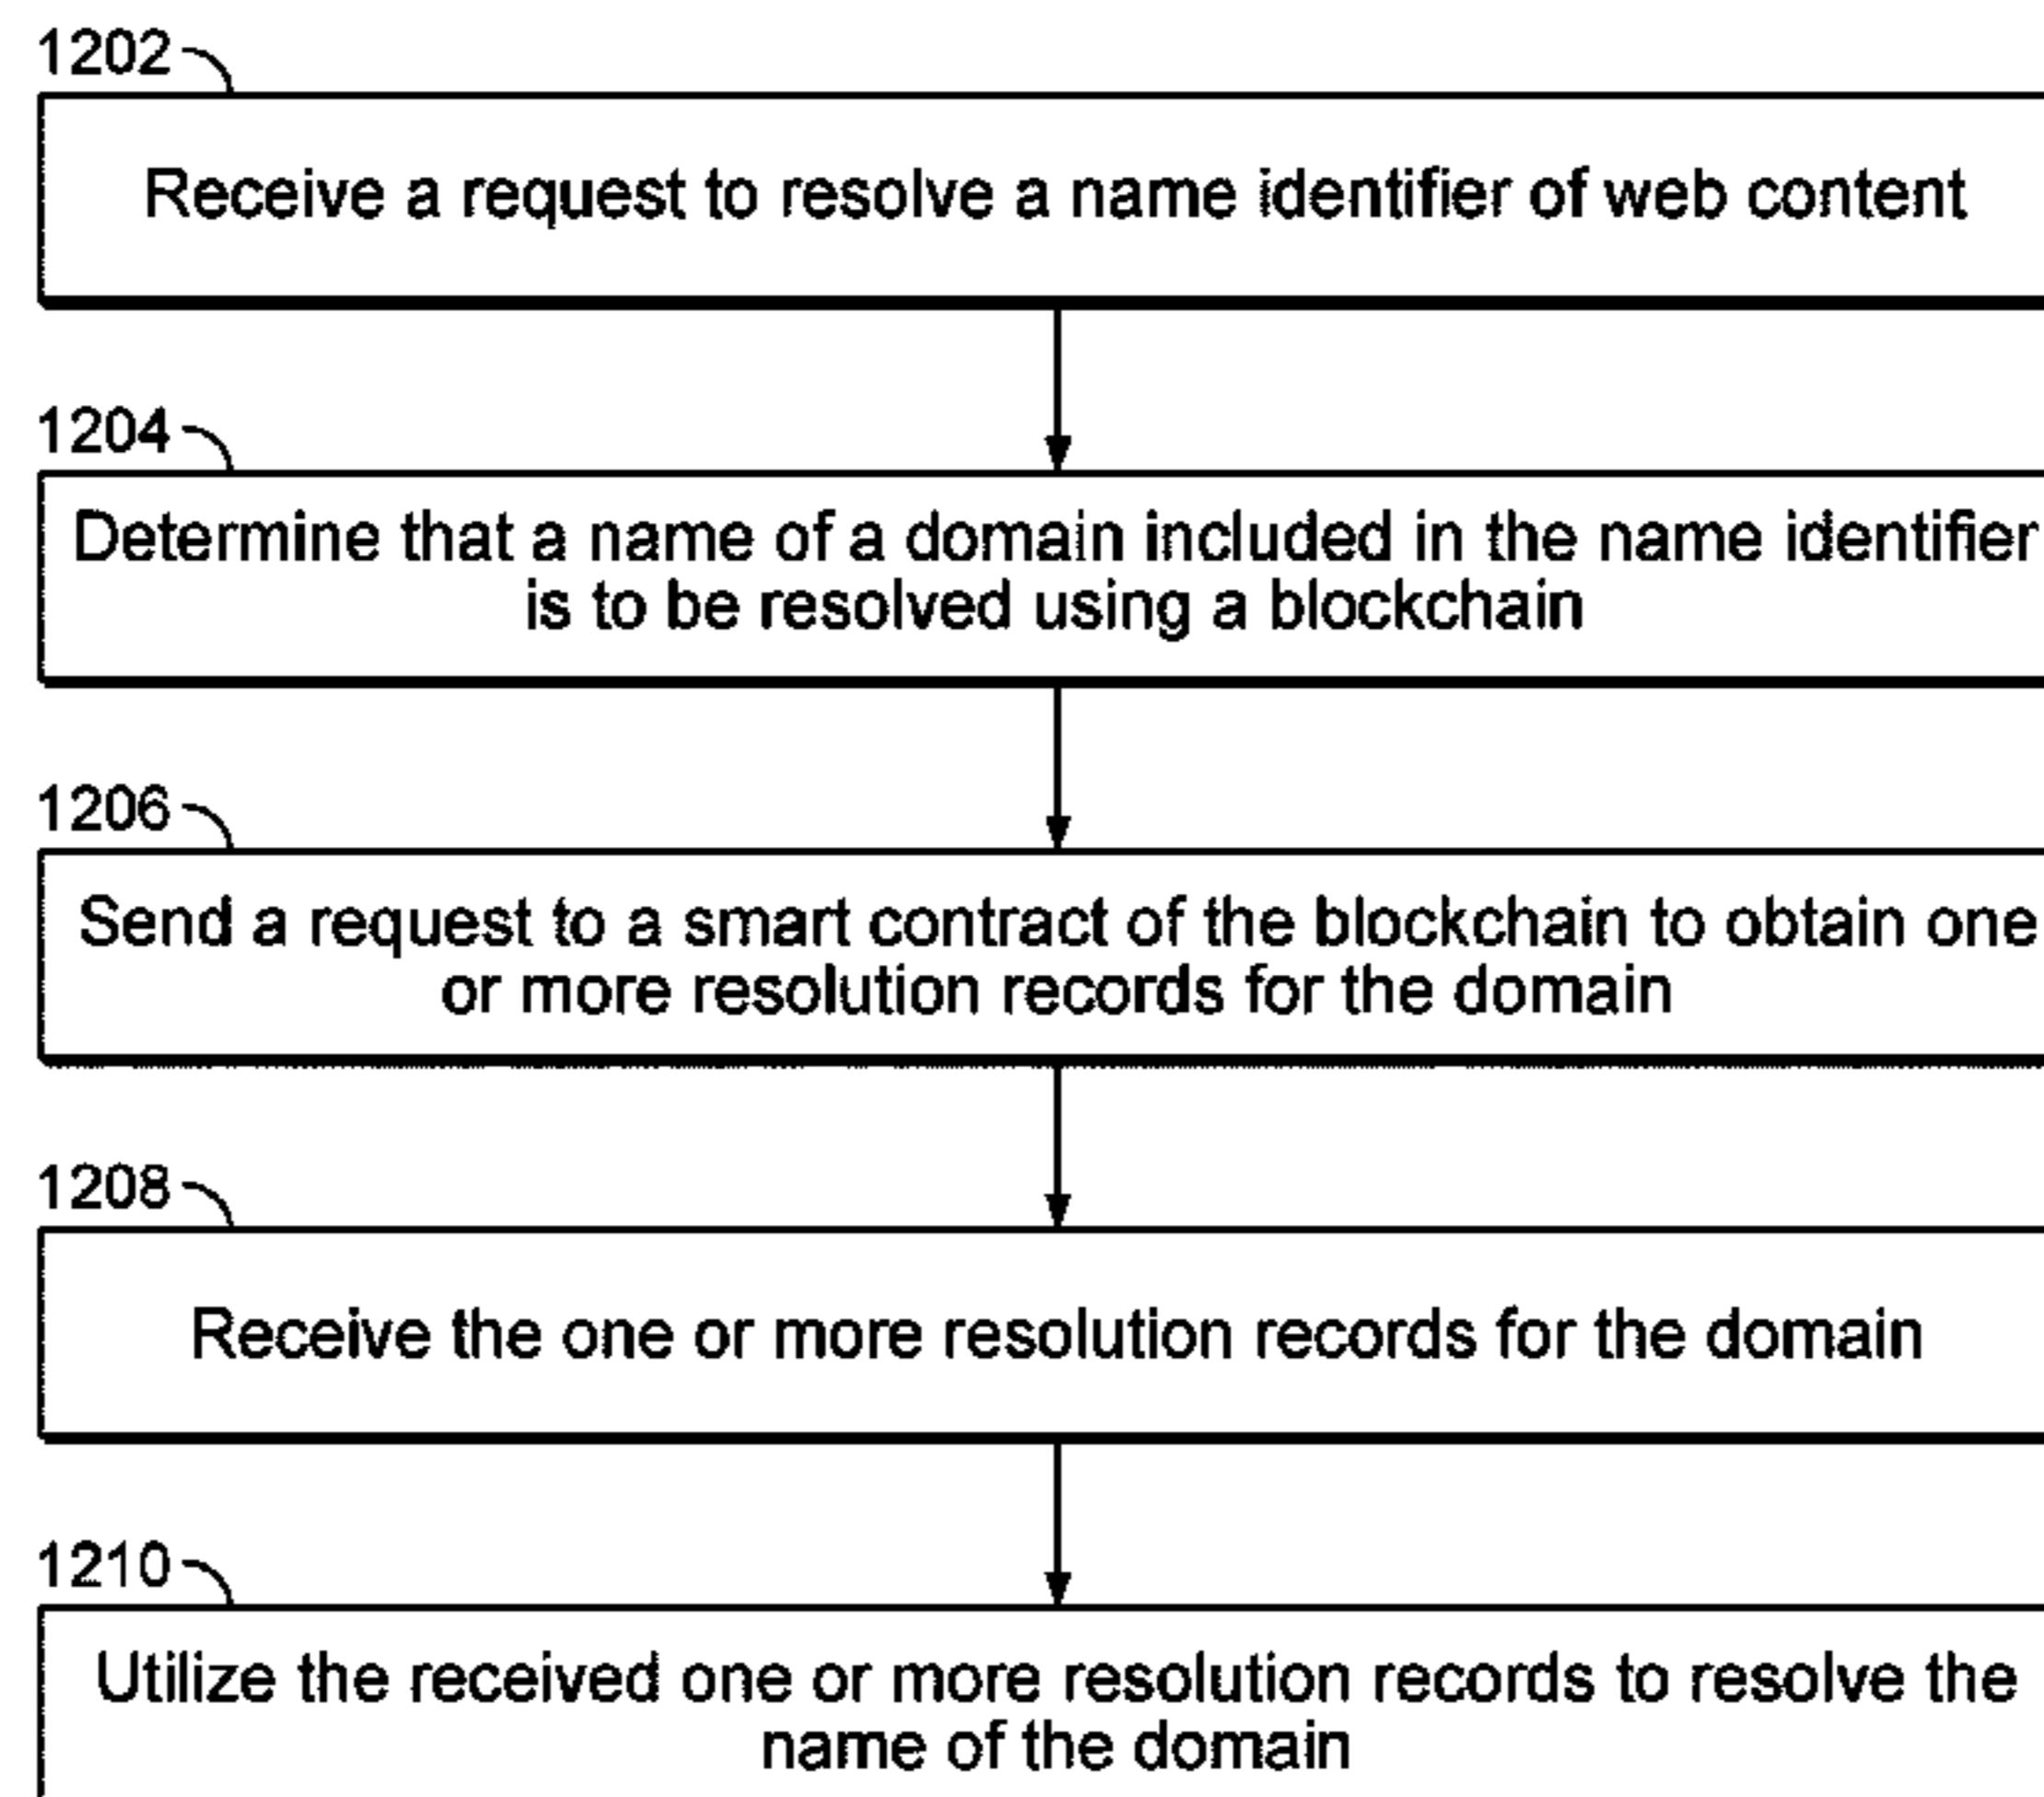 1202
Receive a request to resolve a name identifier of web content
1204
Determine that a name of a domain included in the name identifier
is to be resolved using a blockchain
1206
Send a request to a smart contract of the blockchain to obtain one
or more resolution records for the domain
1208
Receive the one or more resolution records for the domain
1210
Utilize the received one or more resolution records to resolve the
name of the domain